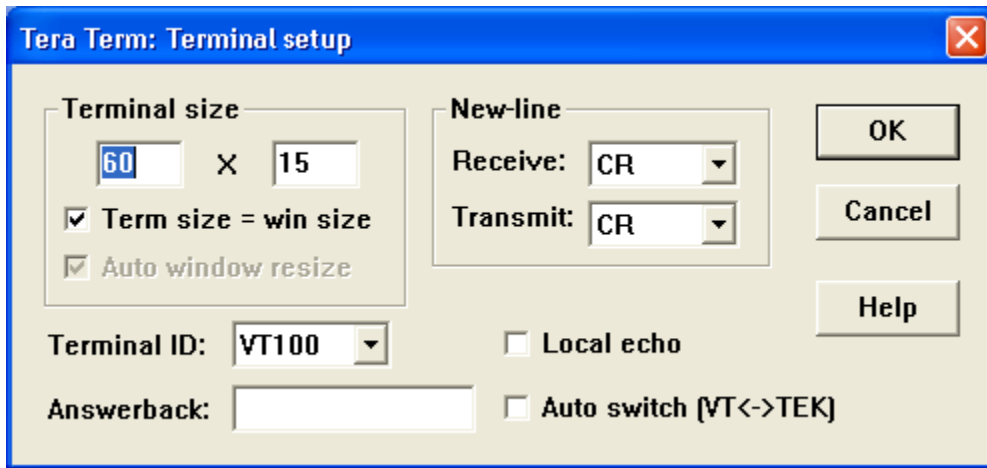 Tera Term: Terminal setup
Terminal size
60 X 15
Term size = win size
Auto window resize
New-line
Receive: CR
Transmit: CR
OK
Cancel
Help
Terminal ID: VT100
Local echo
Answerback:
Auto switch (VT<->TEK)